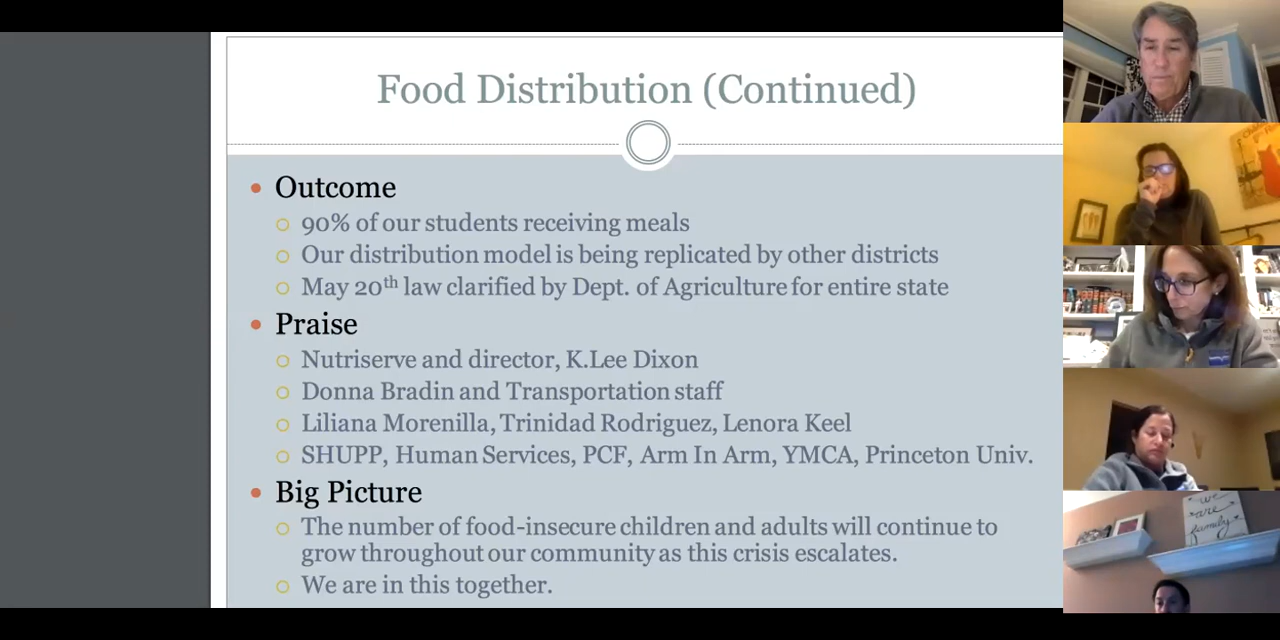 Food Distribution (Continued)
Outcome
90% of our students receiving meals
Our distribution model is being replicated by other districts
May 20th law clarified by Dept. of Agriculture for entire state
Praise
Nutriserve and director, K.Lee Dixon
Donna Bradin and Transportation staff
Liliana Morenilla, Trinidad Rodriguez, Lenora Keel
SHUPP, Human Services, PCF, Arm In Arm, YMCA, Princeton Univ.
Big Picture
The number of food-insecure children and adults will continue to
grow throughout our community as this crisis escalates.
We are in this together.
we
are
family